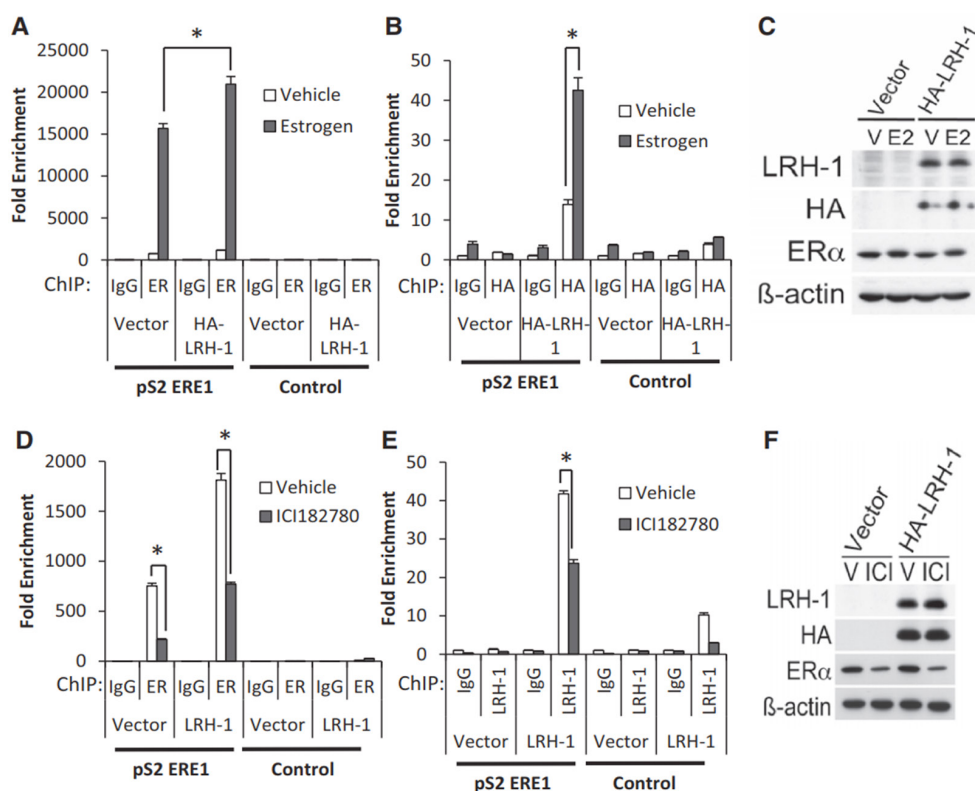 A
Fold Enrichment
25000
20000
15000
10000
5000
0
*
Vehicle
Estrogen
ChIP: IgG ER IgG ER IgG ER IgG ER
Vector HA-LRH-1 Vector HA-LRH-1
pS2 ERE1 Control
B
Fold Enrichment
50
40
30
20
10
0
*
Vehicle
Estrogen
ChIP: IgG HA IgG HA IgG HA IgG HA
Vector HA-LRH-1 Vector HA-LRH-1
pS2 ERE1 Control
C
Vector HA-LRH-1
V E2 V E2
LRH-1
HA
ERα
ß-actin
D
Fold Enrichment
2000
1500
1000
500
0
* *
Vehicle
ICI182780
ChIP: IgG ER IgG ER IgG ER IgG ER
Vector LRH-1 Vector LRH-1
pS2 ERE1 Control
E
Fold Enrichment
50
40
30
20
10
0
*
Vehicle
ICI182780
ChIP: IgG LRH-1 IgG LRH-1 IgG LRH-1 IgG LRH-1
Vector LRH-1 Vector LRH-1
pS2 ERE1 Control
F
Vector HA-LRH-1
V ICI V ICI
LRH-1
HA
ERα
ß-actin